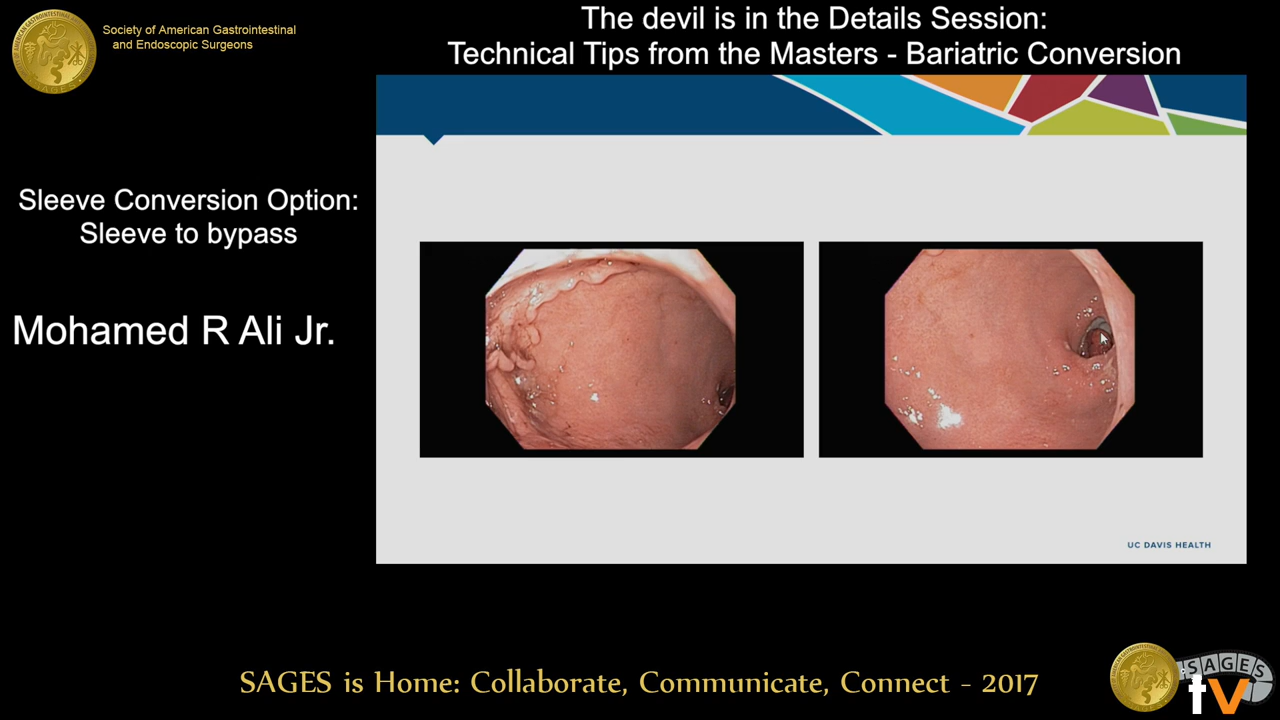 Society of American Gastrointestinal
and Endoscopic Surgeons
The devil is in the Details Session:
Technical Tips from the Masters - Bariatric Conversion
Sleeve Conversion Option:
Sleeve to bypass
Mohamed R Ali Jr.
UC DAVIS HEALTH
SAGES is Home: Collaborate, Communicate, Connect - 2017
SAGES
tv